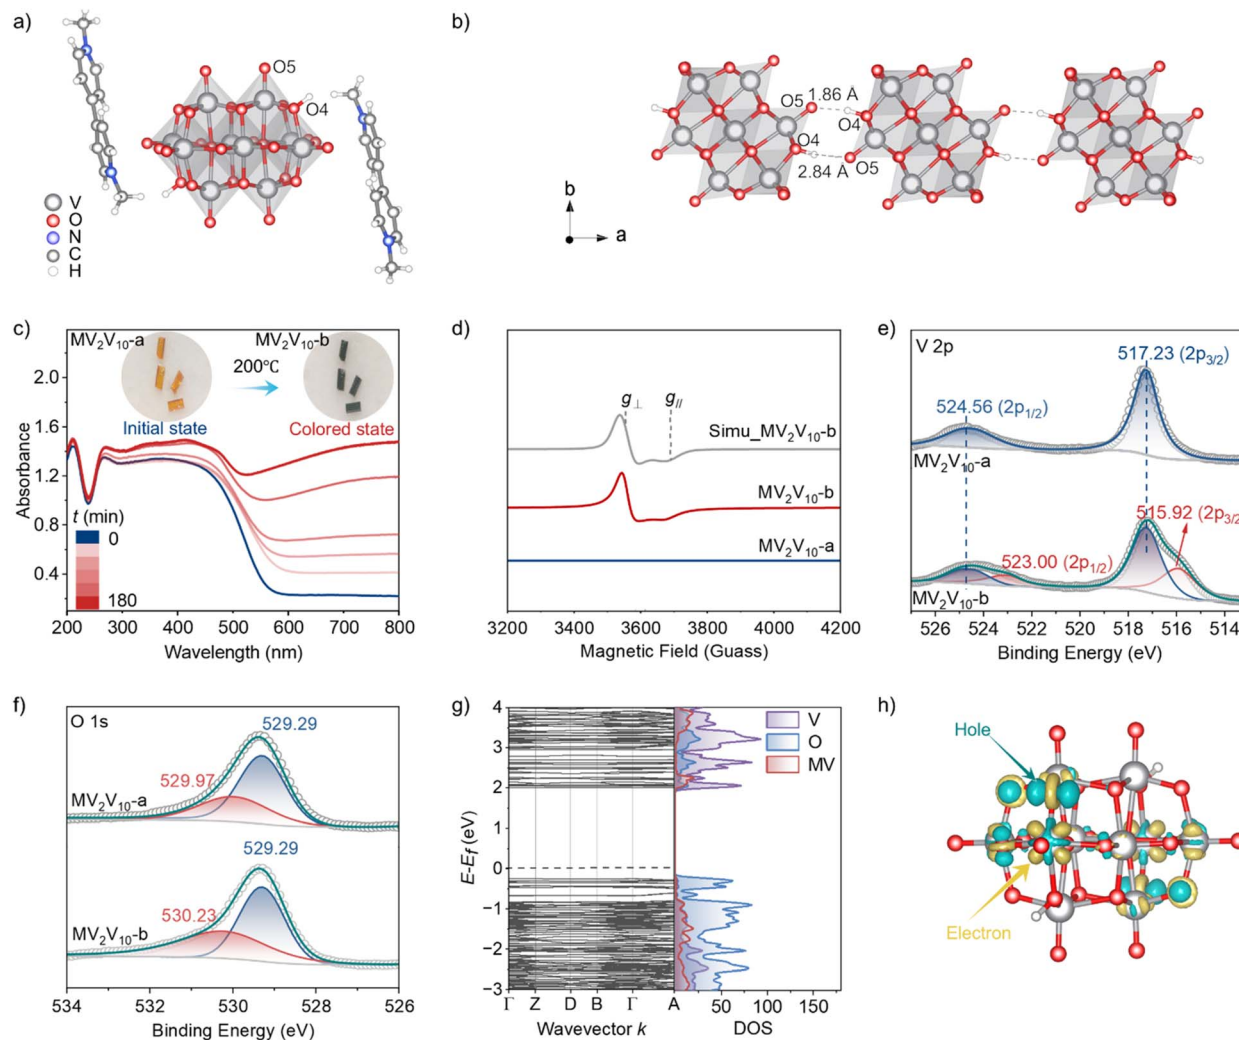 a)
O5
O4
V
O
N
C
H
b)
O5
1.86 Å
O4
O4
2.84 Å
O5
b
a
c)
MV₂V₁₀-a
MV₂V₁₀-b
200℃
Initial state
Colored state
t (min)
0
180
2.0
1.6
1.2
0.8
0.4
Absorbance
200 300 400 500 600 700 800
Wavelength (nm)
d)
g⊥
g//
Simu_MV₂V₁₀-b
MV₂V₁₀-b
MV₂V₁₀-a
3200 3400 3600 3800 4000 4200
Magnetic Field (Guass)
e)
V 2p
517.23 (2p₃/₂)
524.56 (2p₁/₂)
MV₂V₁₀-a
515.92 (2p₃/₂)
523.00 (2p₁/₂)
MV₂V₁₀-b
526 524 522 520 518 516 514
Binding Energy (eV)
f)
O 1s
529.29
529.97
MV₂V₁₀-a
529.29
530.23
MV₂V₁₀-b
534 532 530 528 526
Binding Energy (eV)
g)
4
3
2
1
0
−1
−2
−3
E-Ef (eV)
Γ Z D B Γ A
Wavevector k
V
O
MV
50 100 150
DOS
h)
Hole
Electron